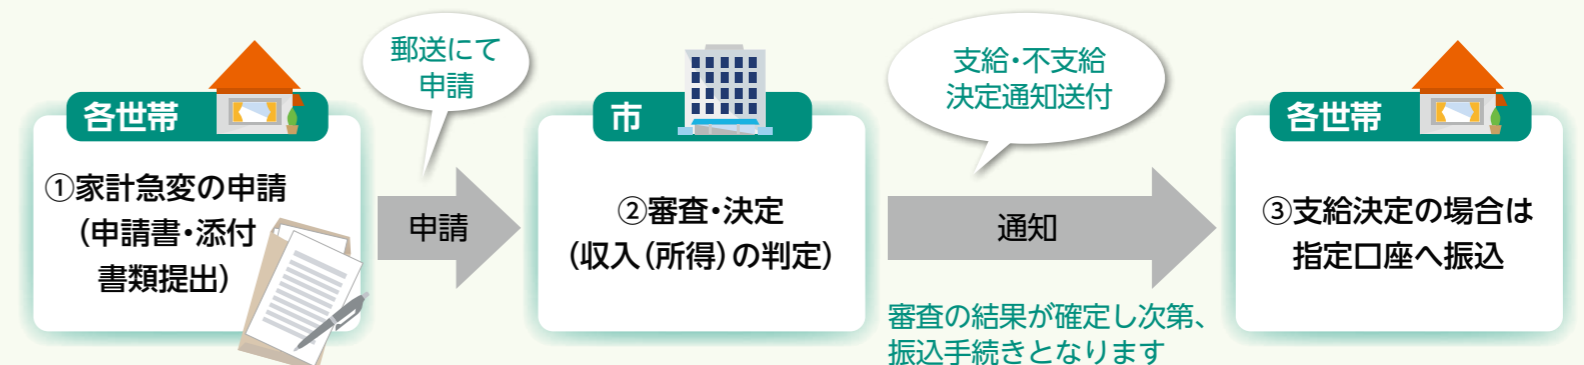 各世帯
①家計急変の申請
（申請書・添付
書類提出）
郵送にて
申請
申請
市
②審査・決定
（収入（所得）の判定）
支給・不支給
決定通知送付
通知
審査の結果が確定し次第、
振込手続きとなります
各世帯
③支給決定の場合は
指定口座へ振込